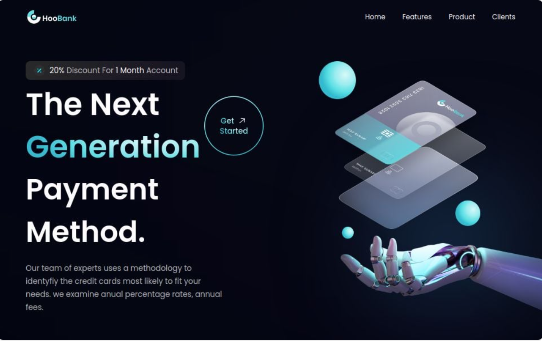 HooBank
Home Features Product Clients
20% Discount For 1 Month Account
The Next
Generation
Payment
Method.
Get
Started
Our team of experts uses a methodology to
identyfiy the credit cards most likely to fit your
needs. we examine anual percentage rates, annual
fees.
HooBank